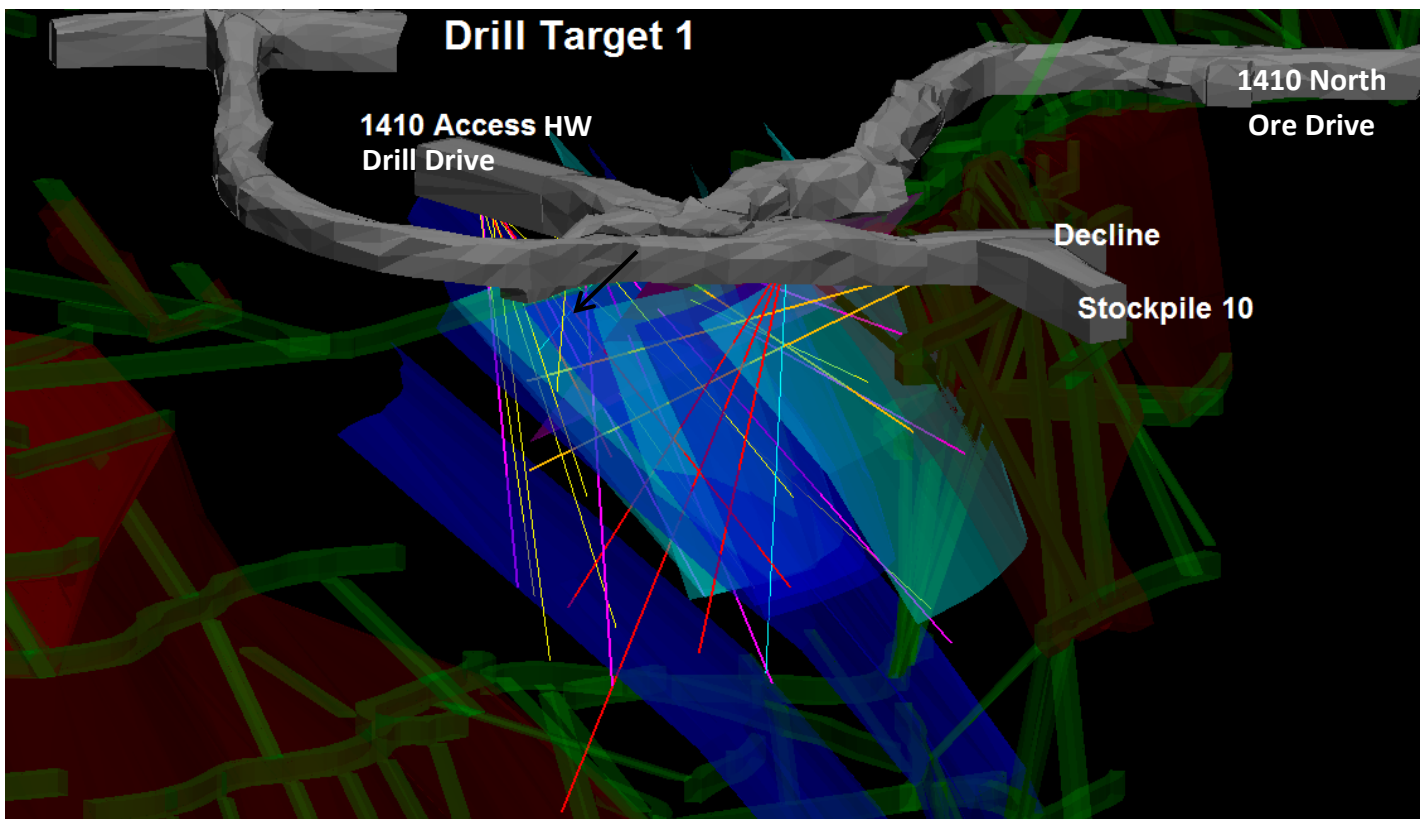 Drill Target 1
1410 North
Ore Drive
1410 Access HW
Drill Drive
Decline
Stockpile 10